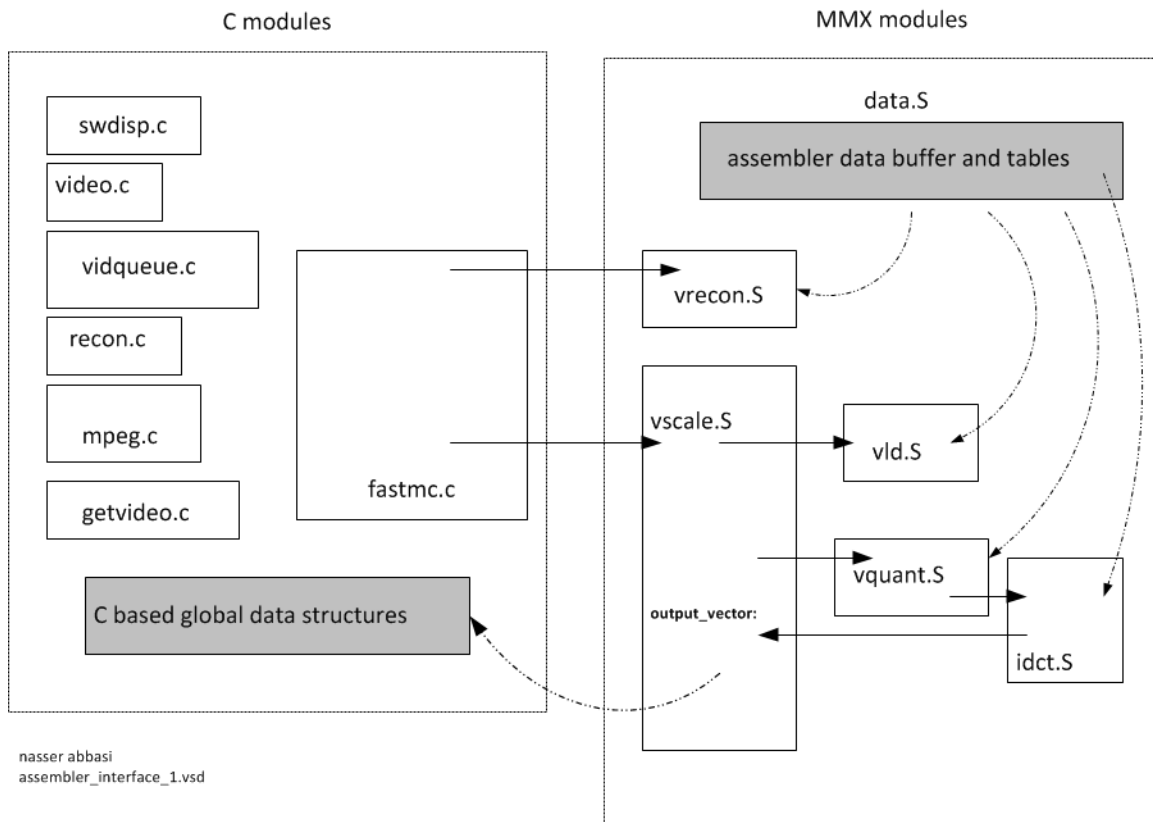 C modules
MMX modules
swdisp.c
video.c
vidqueue.c
recon.c
mpeg.c
getvideo.c
fastmc.c
C based global data structures
data.S
assembler data buffer and tables
vrecon.S
vscale.S
vld.S
vquant.S
output_vector:
idct.S
nasser abbasi
assembler_interface_1.vsd